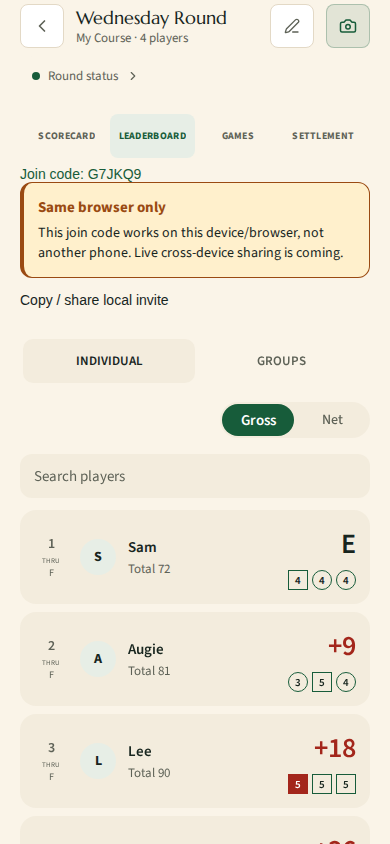 Wednesday Round
My Course · 4 players
Round status
SCORECARD LEADERBOARD GAMES SETTLEMENT
Join code: G7JKQ9
Same browser only
This join code works on this device/browser, not
another phone. Live cross-device sharing is coming.
Copy / share local invite
INDIVIDUAL GROUPS
Gross Net
Search players
1
THRU
F
S
Sam
Total 72
E
4 4 4
2
THRU
F
A
Augie
Total 81
+9
3 5 4
3
THRU
F
L
Lee
Total 90
+18
5 5 5